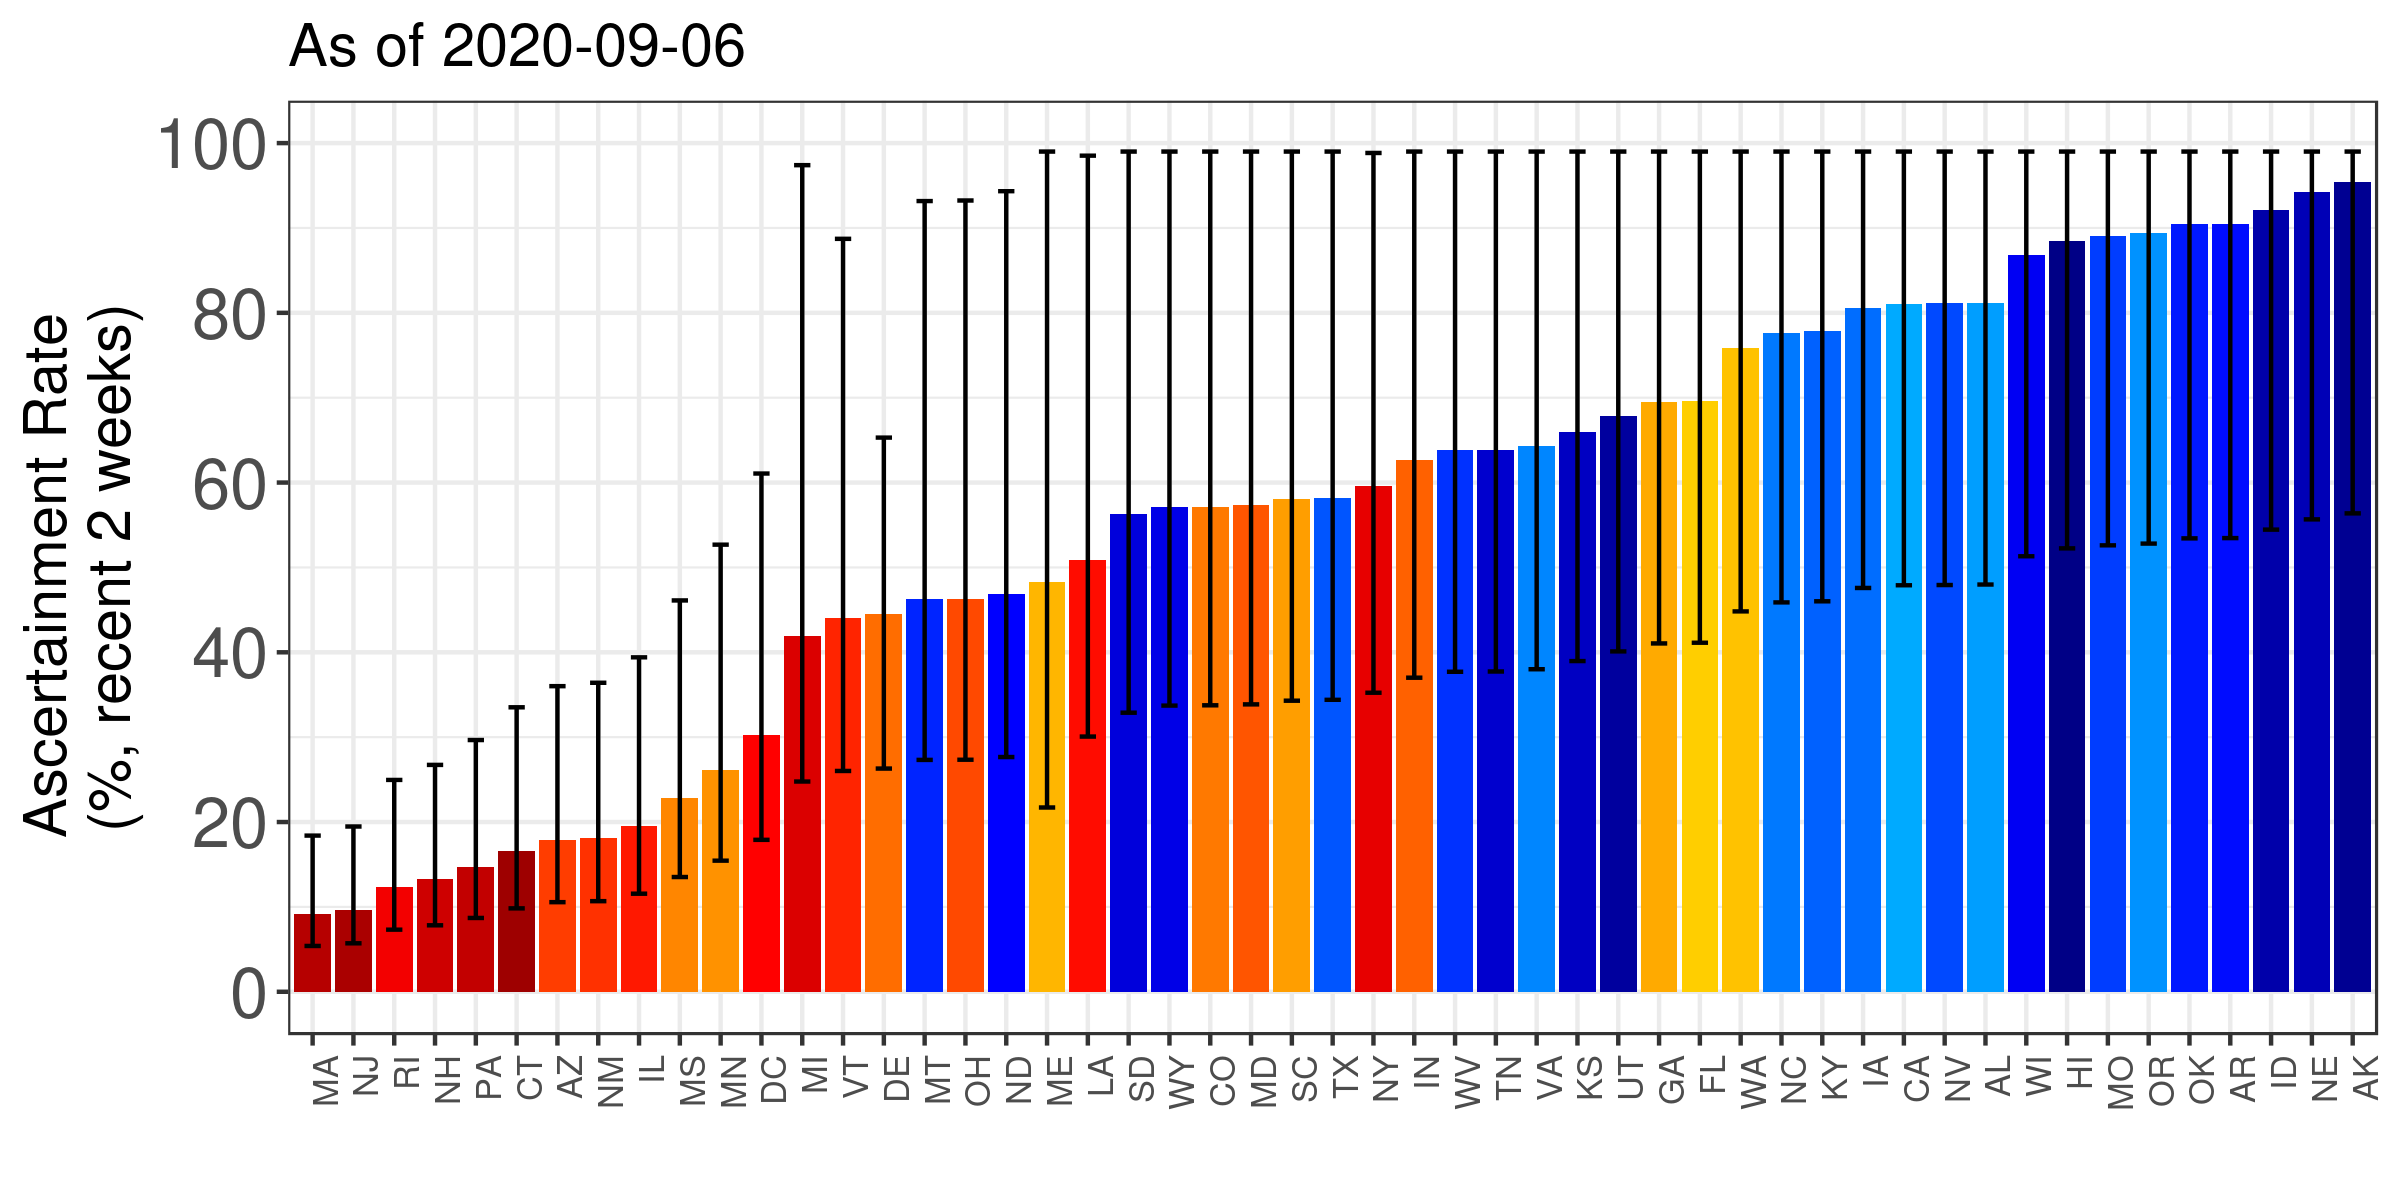 As of 2020-09-06
Ascertainment Rate
(%, recent 2 weeks)
100
80
60
40
20
0
MA
NJ
RI
NH
PA
CT
AZ
NM
IL
MS
MN
DC
MI
VT
DE
MT
OH
ND
ME
LA
SD
WY
CO
MD
SC
TX
NY
IN
WV
TN
VA
KS
UT
GA
FL
WA
NC
KY
IA
CA
NV
AL
WI
HI
MO
OR
OK
AR
ID
NE
AK